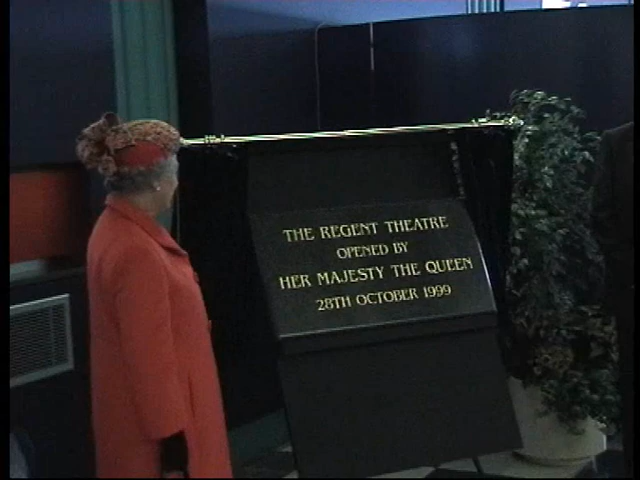 THE REGENT THEATRE
OPENED BY
HER MAJESTY THE QUEEN
28TH OCTOBER 1999